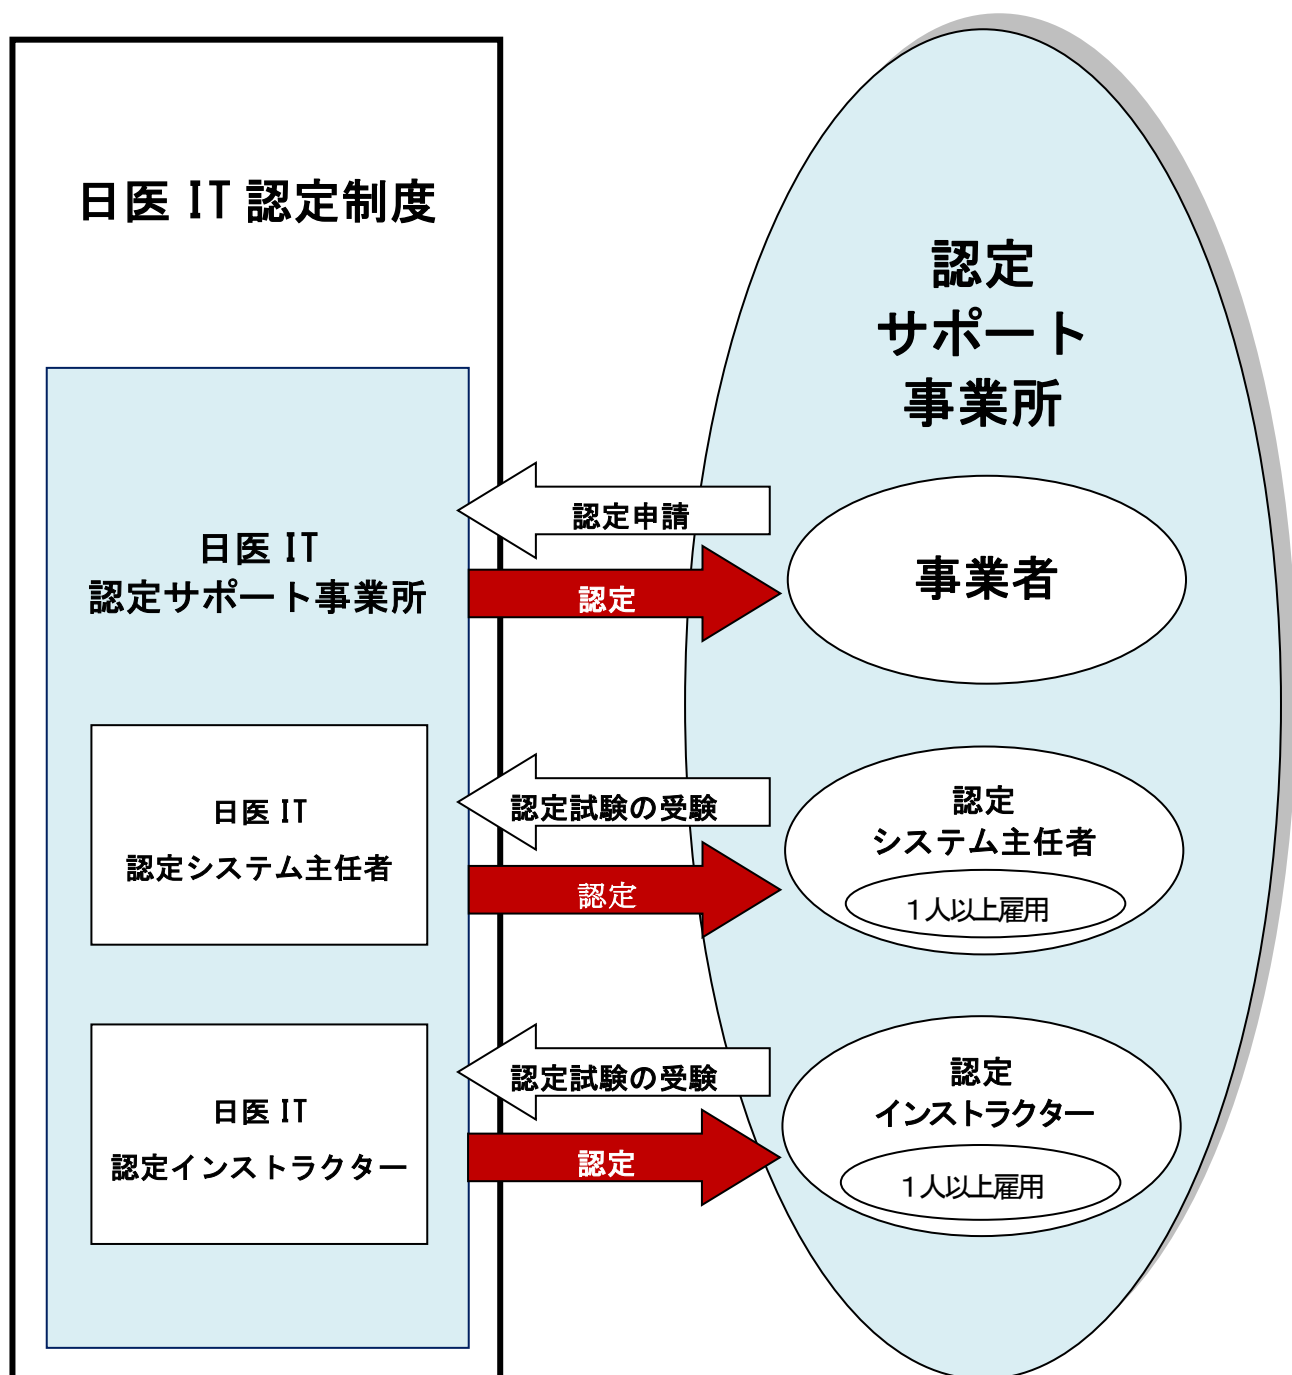 日医 IT 認定制度
日医 IT
認定サポート事業所
日医 IT
認定システム主任者
日医 IT
認定インストラクター
認定申請
認定
認定試験の受験
認定
認定試験の受験
認定
認定
サポート
事業所
事業者
認定
システム主任者
１人以上雇用
認定
インストラクター
１人以上雇用